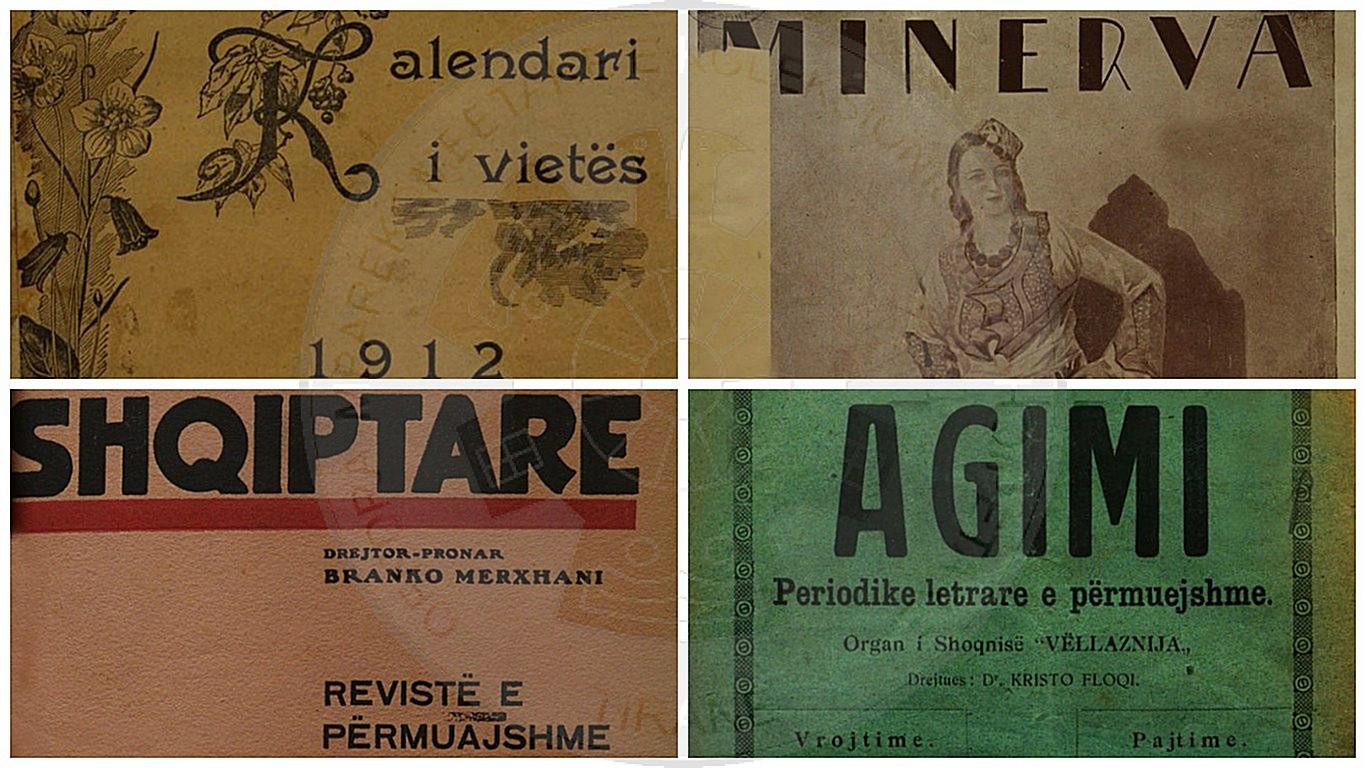 Kalendari
i vietës
1912
MINERVA
SHQIPTARE
DREJTOR-PRONAR
BRANKO MERXHANI
REVISTË E
PËRMUAJSHME
AGIMI
Periodike letrare e përmuejshme.
Organ i Shoqnisë “VËLLAZNIJA„
Drejtues: Dr. KRISTO FLOQI.
Vrojtime.
Pajtime.